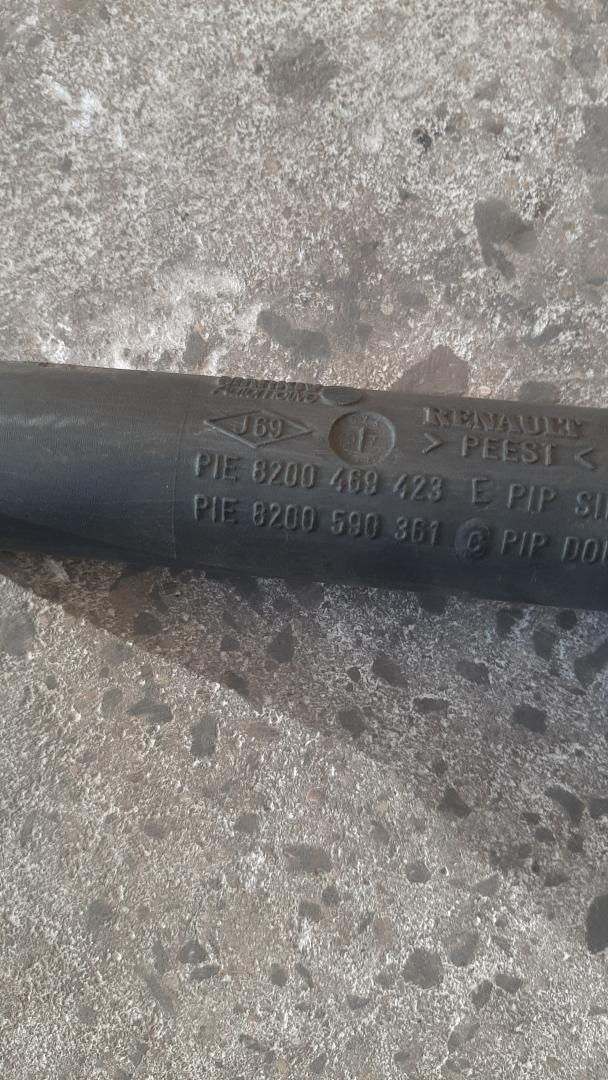 J69
RENAULT
> PEEST <
PIE 8200 469 423 E PIP
PIE 8200 590 361 PIP